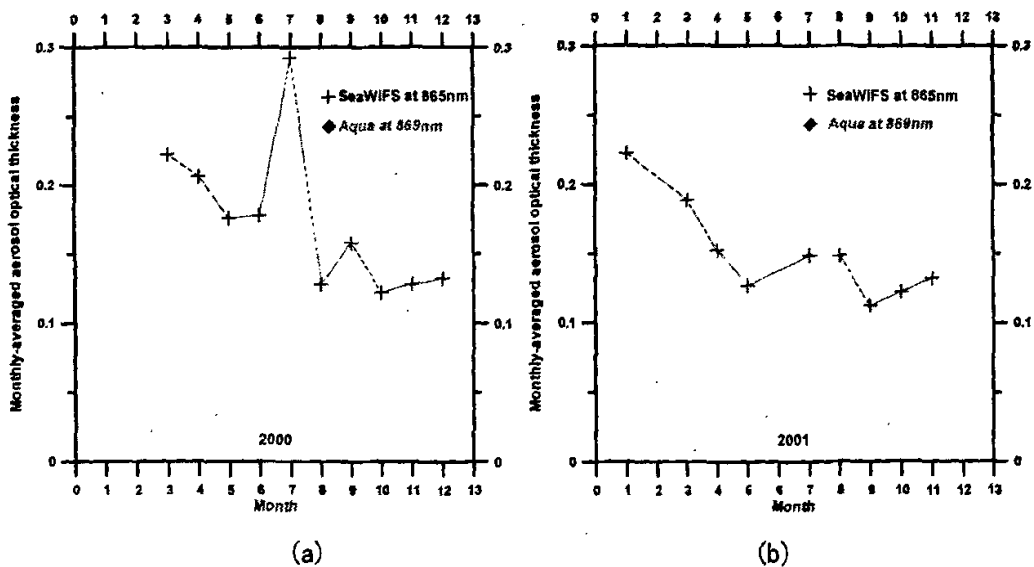 0 1 2 3 4 5 6 7 8 9 10 11 12 13
0.3 0.3
SeaWiFS at 865nm
Aqua at 869nm
0.2 0.2
Monthly-averaged aerosol optical thickness
0.1 0.1
2000
0 0
0 1 2 3 4 5 6 7 8 9 10 11 12 13
Month
(a)
0 1 2 3 4 5 6 7 8 9 10 11 12 13
0.3 0.3
SeaWiFS at 865nm
Aqua at 869nm
0.2 0.2
Monthly-averaged aerosol optical thickness
0.1 0.1
2001
0 0
0 1 2 3 4 5 6 7 8 9 10 11 12 13
Month
(b)